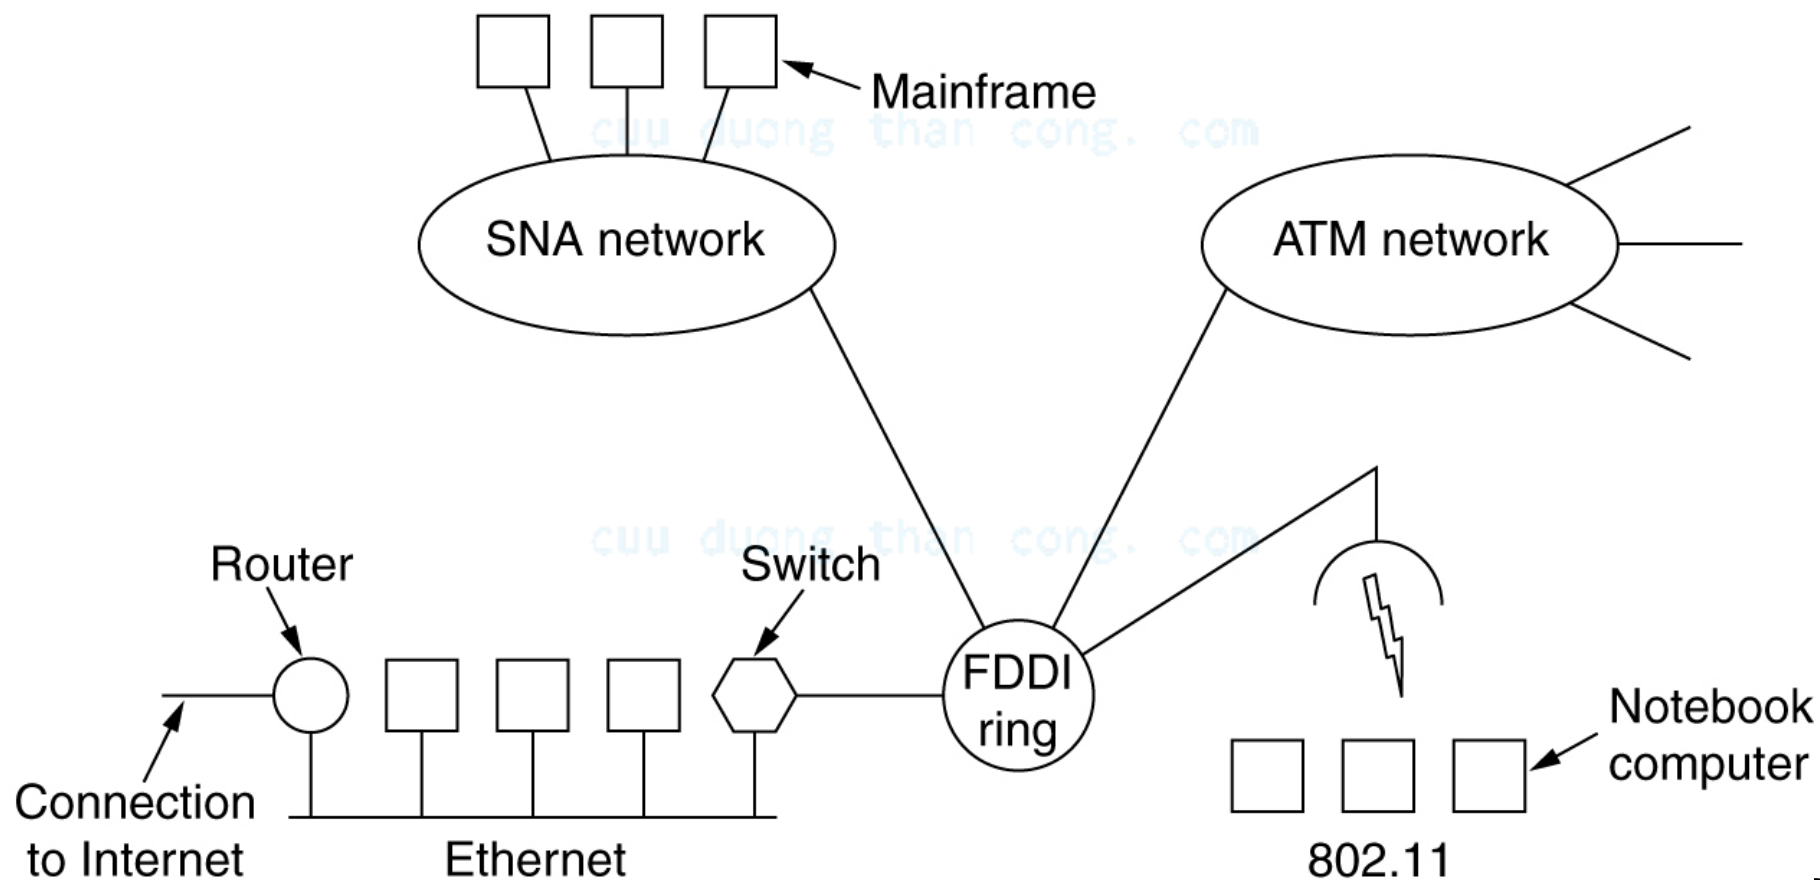 Mainframe
cuu duong than cong. com
SNA network
ATM network
cuu duong than cong. com
Router
Switch
FDDI
ring
Notebook
computer
Connection
to Internet
Ethernet
802.11